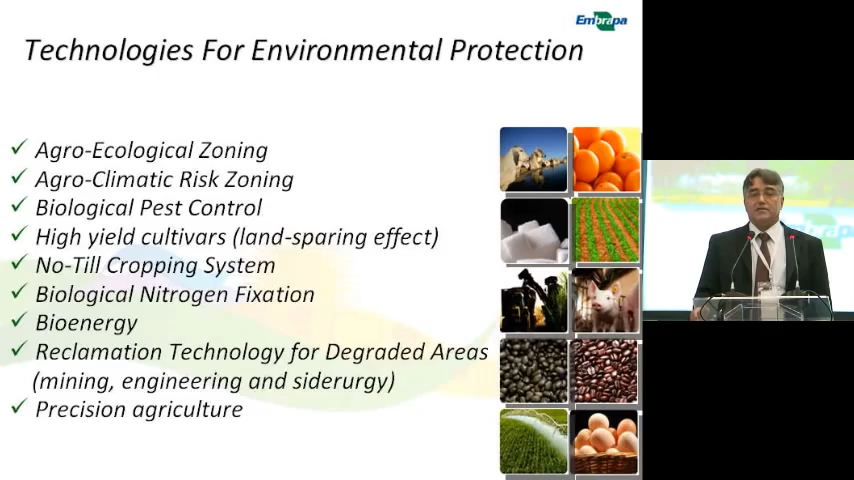 Embrapa
Technologies For Environmental Protection
Agro-Ecological Zoning
Agro-Climatic Risk Zoning
Biological Pest Control
High yield cultivars (land-sparing effect)
No-Till Cropping System
Biological Nitrogen Fixation
Bioenergy
Reclamation Technology for Degraded Areas
(mining, engineering and siderurgy)
Precision agriculture